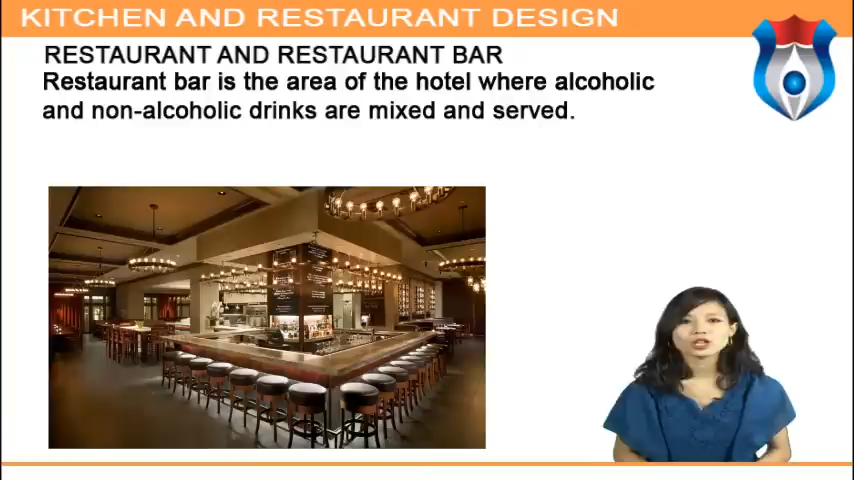 KITCHEN AND RESTAURANT DESIGN
RESTAURANT AND RESTAURANT BAR
Restaurant bar is the area of the hotel where alcoholic
and non-alcoholic drinks are mixed and served.